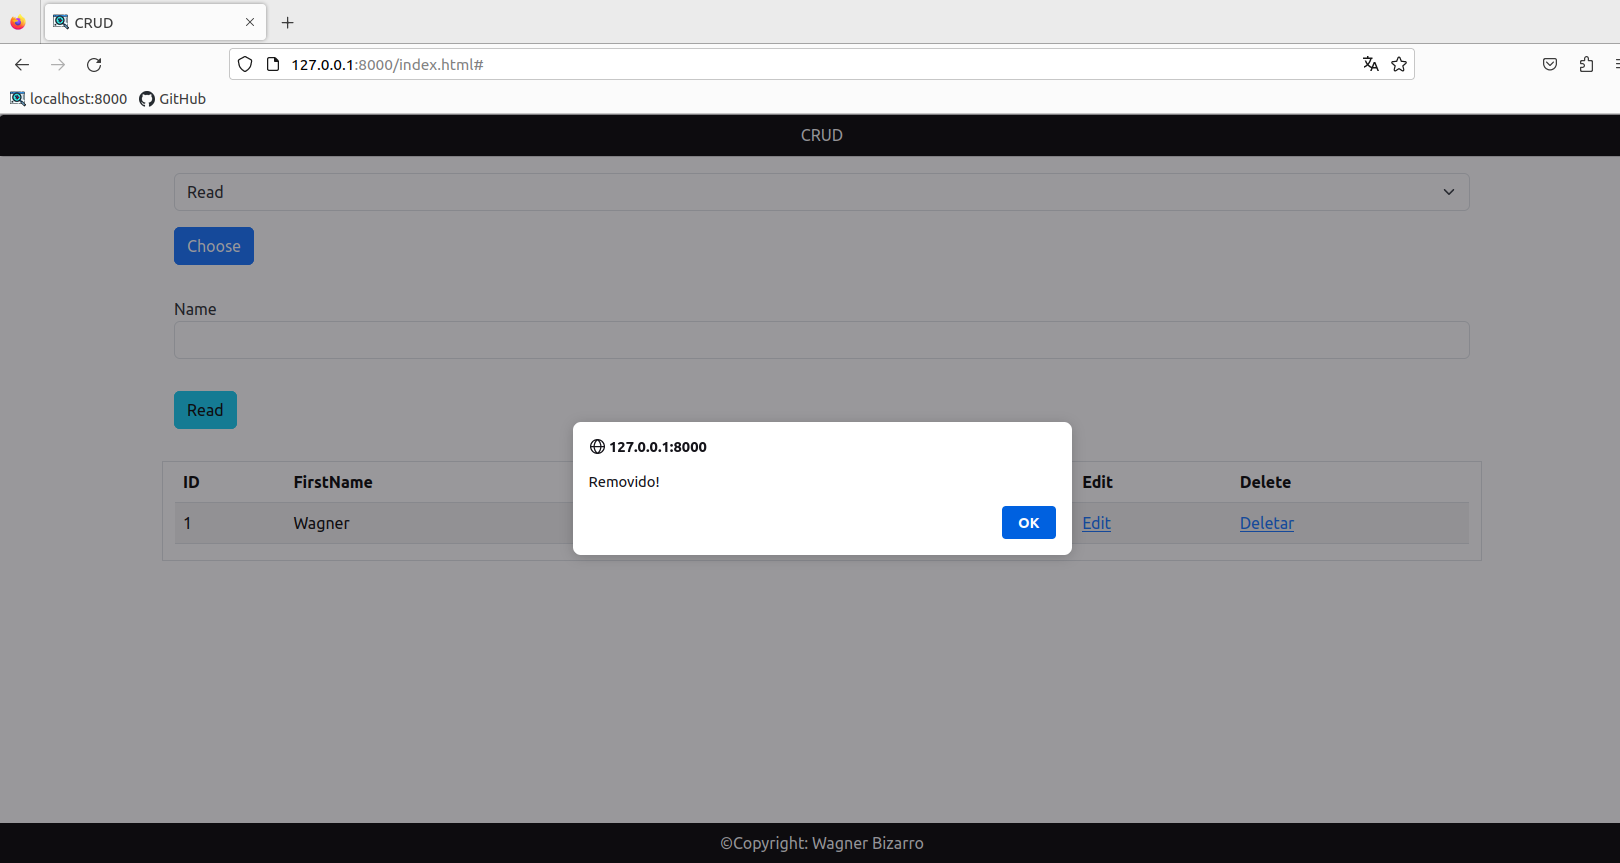 CRUD
127.0.0.1:8000/index.html#
localhost:8000 GitHub
CRUD
Read
Choose
Name
Read
127.0.0.1:8000
Removido!
OK
ID FirstName Edit Delete
1 Wagner Edit Deletar
©Copyright: Wagner Bizarro